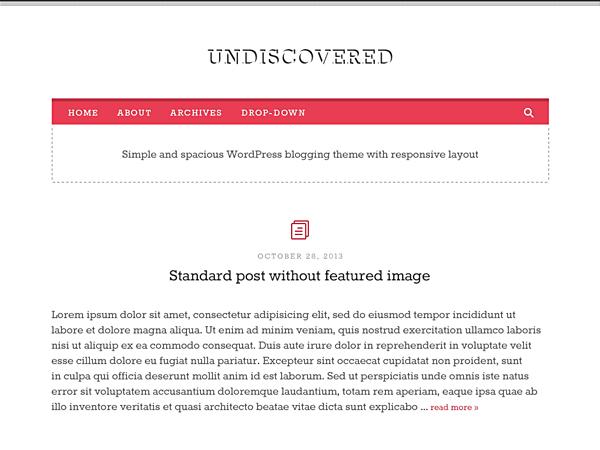 UNDISCOVERED
HOME ABOUT ARCHIVES DROP-DOWN
Simple and spacious WordPress blogging theme with responsive layout
OCTOBER 28, 2013
Standard post without featured image
Lorem ipsum dolor sit amet, consectetur adipisicing elit, sed do eiusmod tempor incididunt ut
labore et dolore magna aliqua. Ut enim ad minim veniam, quis nostrud exercitation ullamco laboris
nisi ut aliquip ex ea commodo consequat. Duis aute irure dolor in reprehenderit in voluptate velit
esse cillum dolore eu fugiat nulla pariatur. Excepteur sint occaecat cupidatat non proident, sunt
in culpa qui officia deserunt mollit anim id est laborum. Sed ut perspiciatis unde omnis iste natus
error sit voluptatem accusantium doloremque laudantium, totam rem aperiam, eaque ipsa quae ab
illo inventore veritatis et quasi architecto beatae vitae dicta sunt explicabo ... read more »